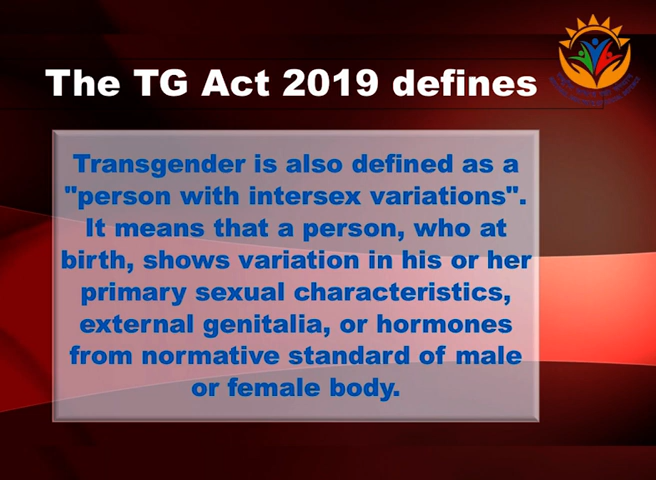 The TG Act 2019 defines
Transgender is also defined as a
"person with intersex variations".
It means that a person, who at
birth, shows variation in his or her
primary sexual characteristics,
external genitalia, or hormones
from normative standard of male
or female body.